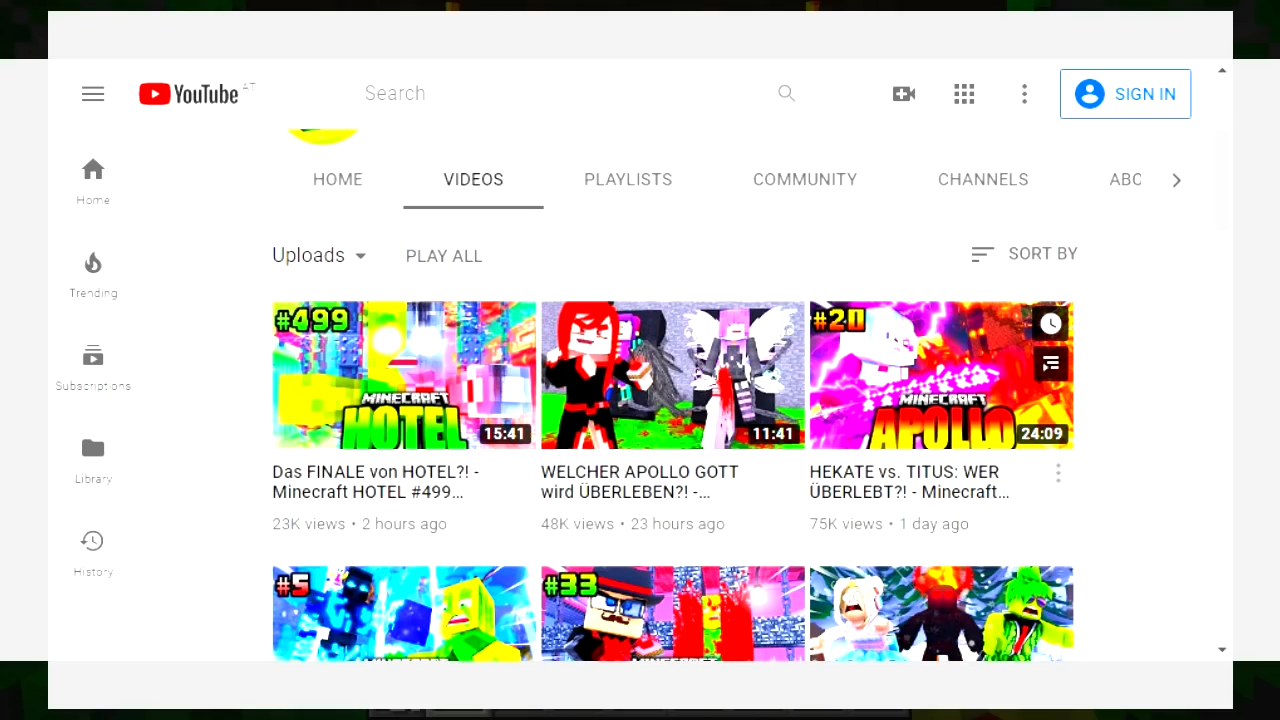 YouTube AT
Search
SIGN IN
Home
Trending
Subscriptions
Library
History
HOME VIDEOS PLAYLISTS COMMUNITY CHANNELS ABC
Uploads PLAY ALL SORT BY
#499
MINECRAFT
HOTEL
15:41
Das FINALE von HOTEL?! -
Minecraft HOTEL #499...
23K views • 2 hours ago
11:41
WELCHER APOLLO GOTT
wird ÜBERLEBEN?! -...
48K views • 23 hours ago
#20
MINECRAFT
APOLLO
24:09
HEKATE vs. TITUS: WER
ÜBERLEBT?! - Minecraft...
75K views • 1 day ago
#5
#33